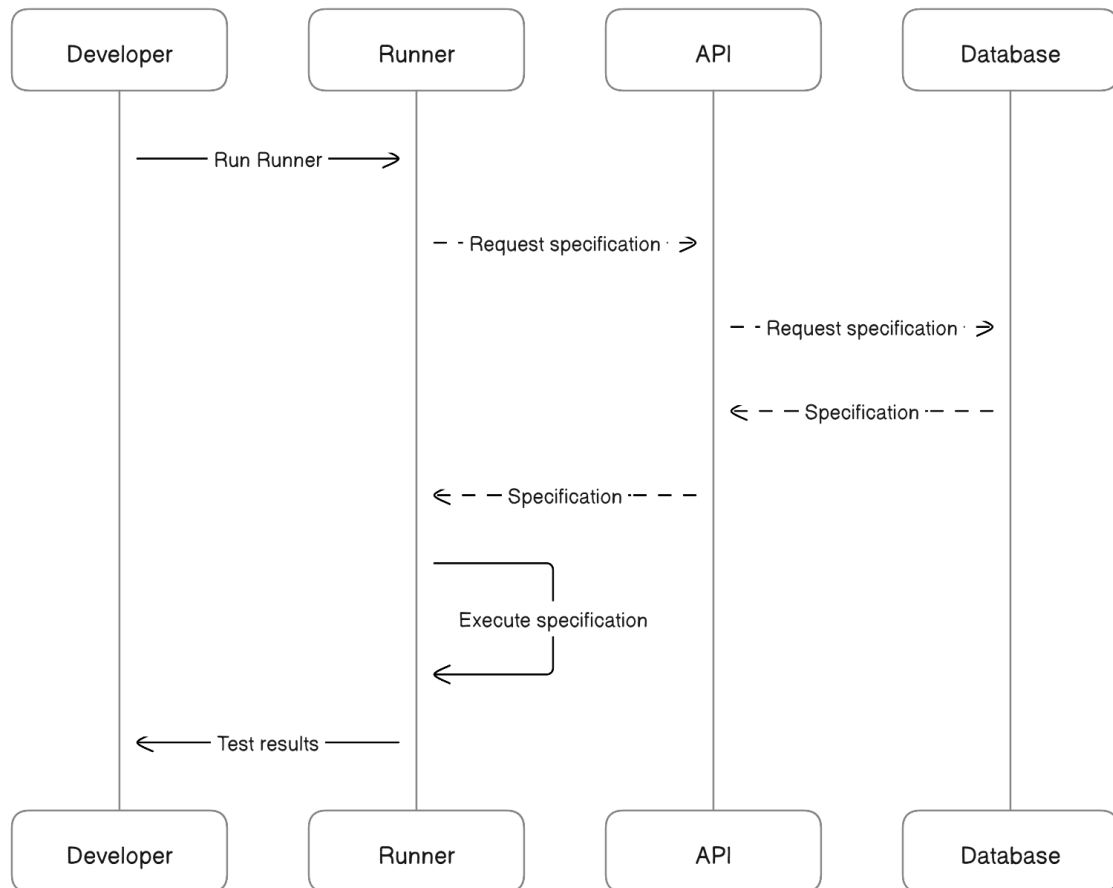 Developer
Runner
API
Database
Run Runner
Request specification
Request specification
Specification
Specification
Execute specification
Test results
Developer
Runner
API
Database